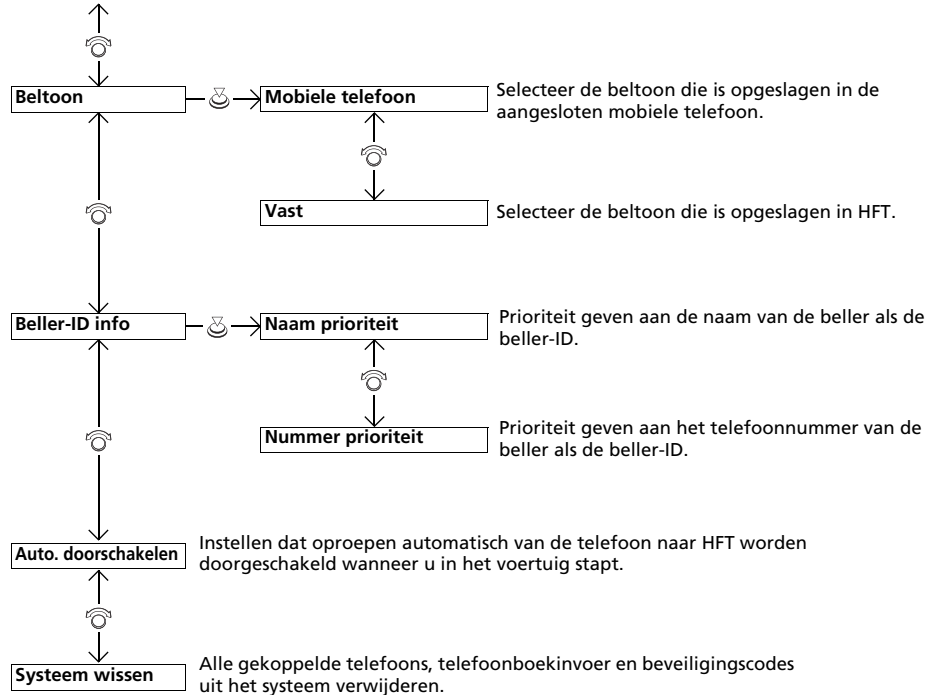 Beltoon
Mobiele telefoon
Selecteer de beltoon die is opgeslagen in de
aangesloten mobiele telefoon.
Vast
Selecteer de beltoon die is opgeslagen in HFT.
Beller-ID info
Naam prioriteit
Prioriteit geven aan de naam van de beller als de
beller-ID.
Nummer prioriteit
Prioriteit geven aan het telefoonnummer van de
beller als de beller-ID.
Auto. doorschakelen
Instellen dat oproepen automatisch van de telefoon naar HFT worden
doorgeschakeld wanneer u in het voertuig stapt.
Systeem wissen
Alle gekoppelde telefoons, telefoonboekinvoer en beveiligingscodes
uit het systeem verwijderen.